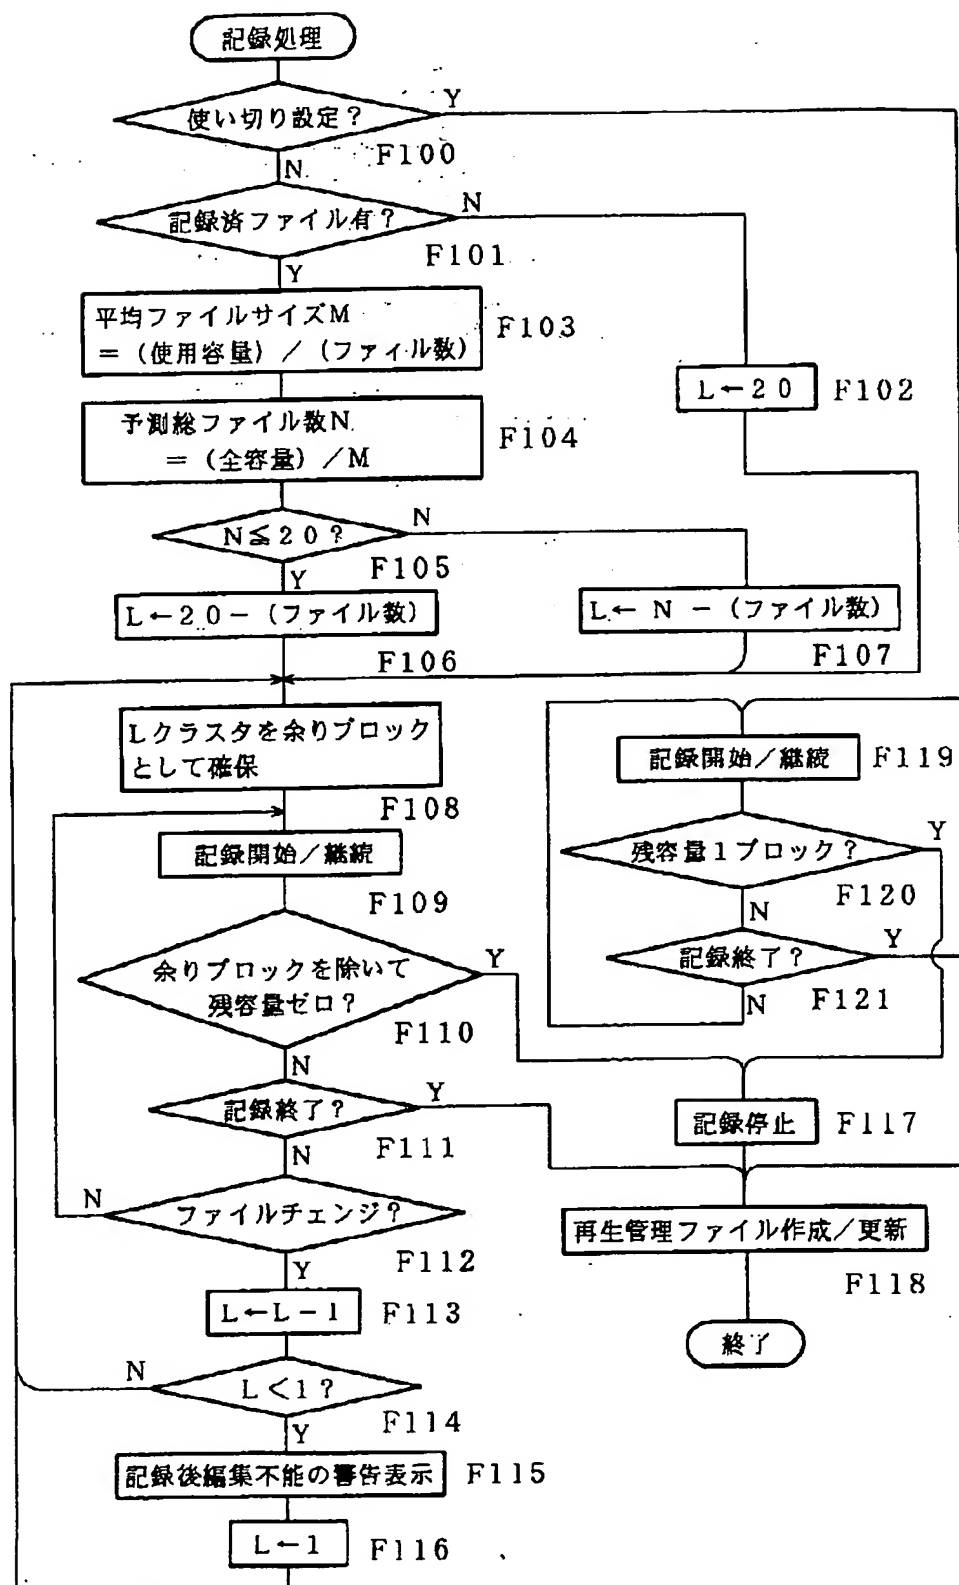 記録処理
使い切り設定？
Y
F100
N
記録済ファイル有？
N
F101
Y
平均ファイルサイズM
＝(使用容量)／(ファイル数)
F103
L←20
F102
予測総ファイル数N
＝(全容量)／M
F104
N≦20？
N
F105
Y
L←20−(ファイル数)
F106
L← N −(ファイル数)
F107
Lクラスタを余りブロック
として確保
F108
記録開始／継続
F119
記録開始／継続
F109
残容量1ブロック？
Y
F120
N
余りブロックを除いて
残容量ゼロ？
Y
F110
N
記録終了？
Y
F121
N
記録終了？
Y
F111
N
記録停止
F117
ファイルチェンジ？
N
F112
Y
再生管理ファイル作成／更新
F118
L←L−1
F113
終了
L＜1？
N
F114
Y
記録後編集不能の警告表示
F115
L←1
F116